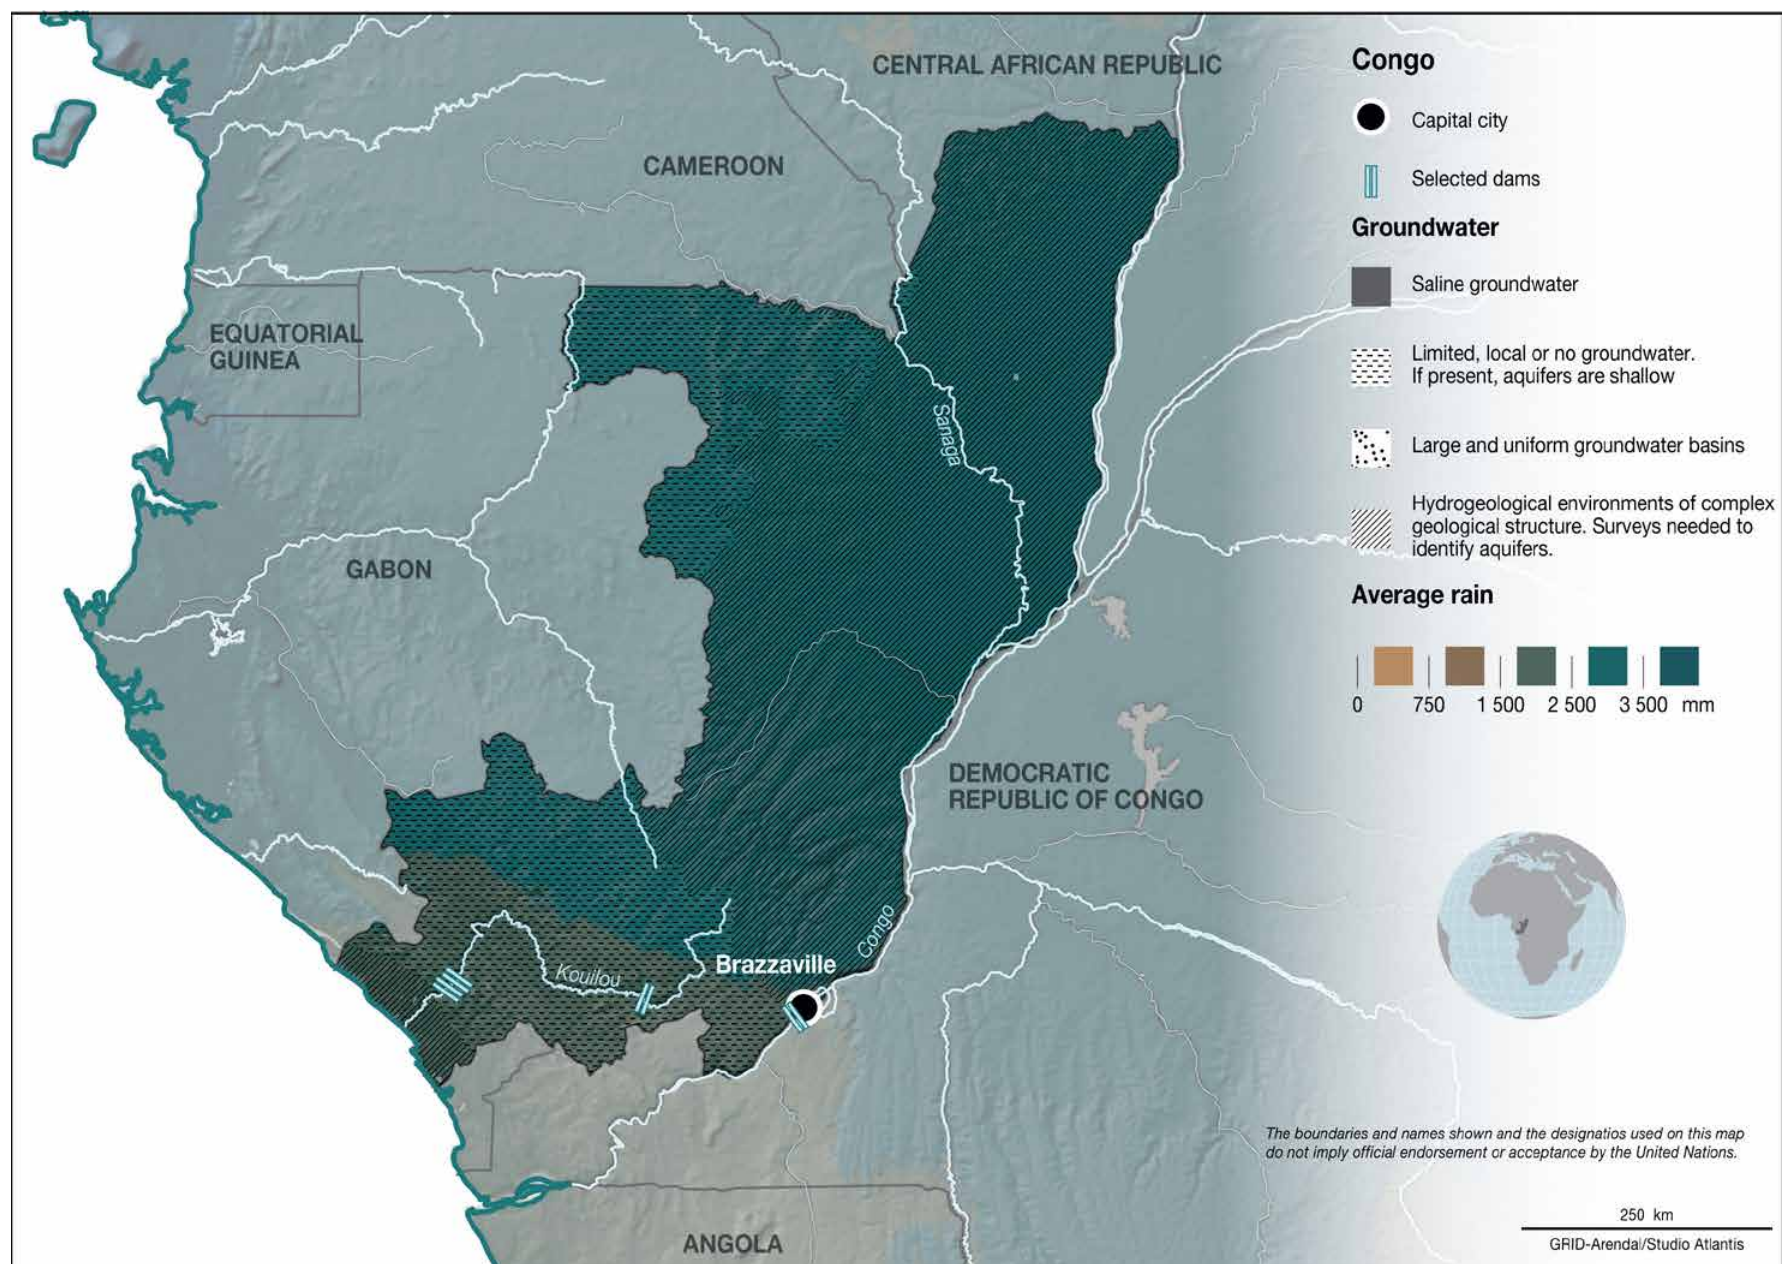 CENTRAL AFRICAN REPUBLIC
CAMEROON
EQUATORIAL
GUINEA
GABON
Sanaga
DEMOCRATIC
REPUBLIC OF CONGO
Congo
Brazzaville
Kouilou
ANGOLA
Congo
Capital city
Selected dams
Groundwater
Saline groundwater
Limited, local or no groundwater.
If present, aquifers are shallow
Large and uniform groundwater basins
Hydrogeological environments of complex
geological structure. Surveys needed to
identify aquifers.
Average rain
0 750 1 500 2 500 3 500 mm
The boundaries and names shown and the designatios used on this map
do not imply official endorsement or acceptance by the United Nations.
250 km
GRID-Arendal/Studio Atlantis